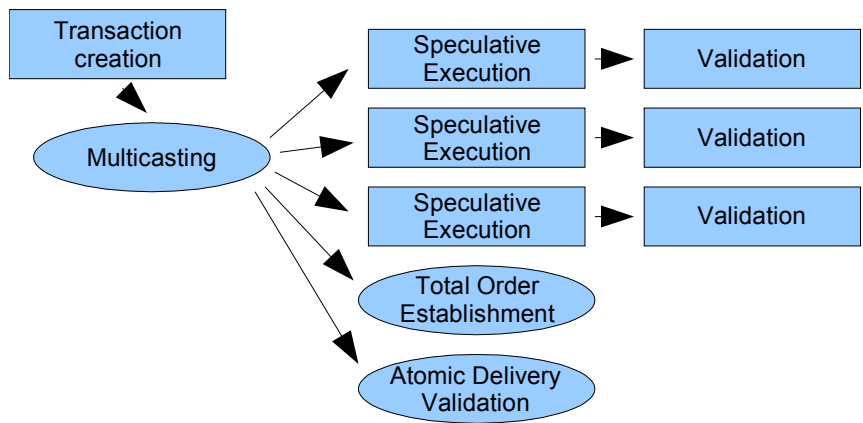 Transaction
creation
Multicasting
Speculative
Execution
Validation
Speculative
Execution
Validation
Speculative
Execution
Validation
Total Order
Establishment
Atomic Delivery
Validation